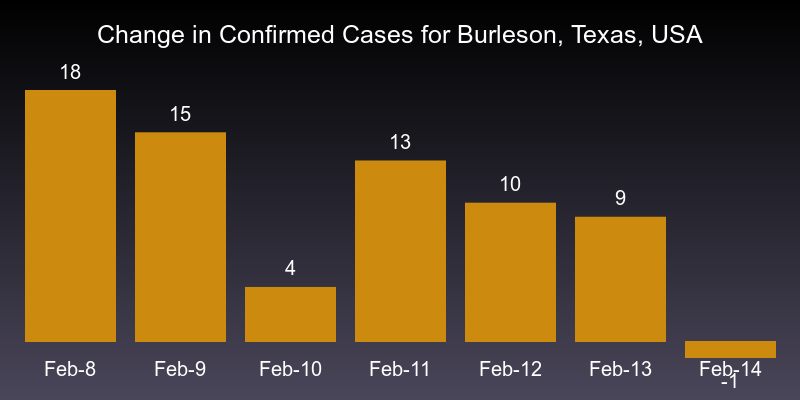 Change in Confirmed Cases for Burleson, Texas, USA
18
15
4
13
10
9
Feb-8
Feb-9
Feb-10
Feb-11
Feb-12
Feb-13
Feb-14
-1